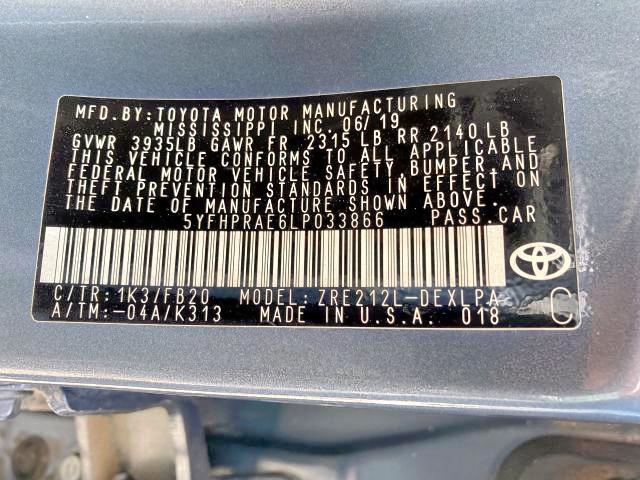 MFD.BY:TOYOTA MOTOR MANUFACTURING
MISSISSIPPI INC. 06/19
GVWR 3935LB GAWR FR 2315 LB RR 2140 LB
THIS VEHICLE CONFORMS TO ALL APPLICABLE
FEDERAL MOTOR VEHICLE SAFETY,BUMPER,AND
THEFT PREVENTION STANDARDS IN EFFECT ON
THE DATE OF MANUFACTURE SHOWN ABOVE.
5YFHPRAE6LP033866 PASS.CAR
C/TR:1K3/FB20 MODEL:ZRE212L-DEXLPA
A/TM:-04A/K313 MADE IN U.S.A. 018 C